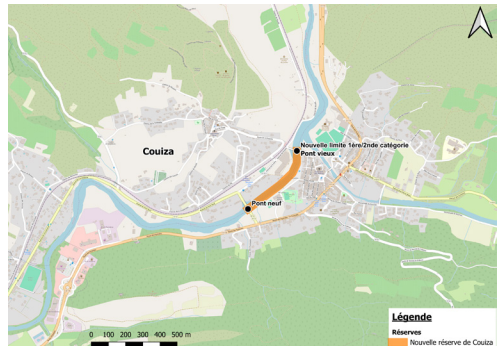 Nouvelle limite 1ère/2nde catégorie
Pont vieux
Couiza
Pont neuf
0 100 200 300 400 500 m
Légende
Réserves
Nouvelle réserve de Couiza